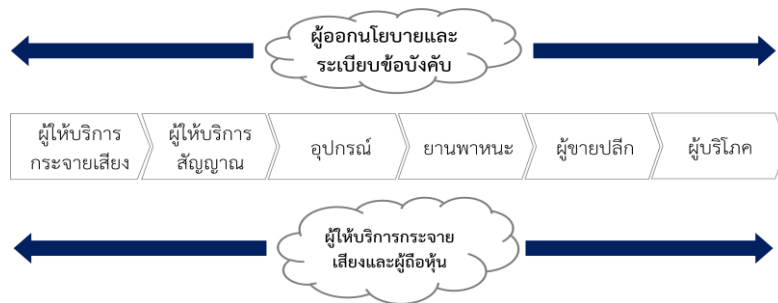 ผู้ออกนโยบายและ
ระเบียบข้อบังคับ
ผู้ให้บริการ
กระจายเสียง
ผู้ให้บริการ
สัญญาณ
อุปกรณ์
ยานพาหนะ
ผู้ขายปลีก
ผู้บริโภค
ผู้ให้บริการกระจาย
เสียงและผู้ถือหุ้น